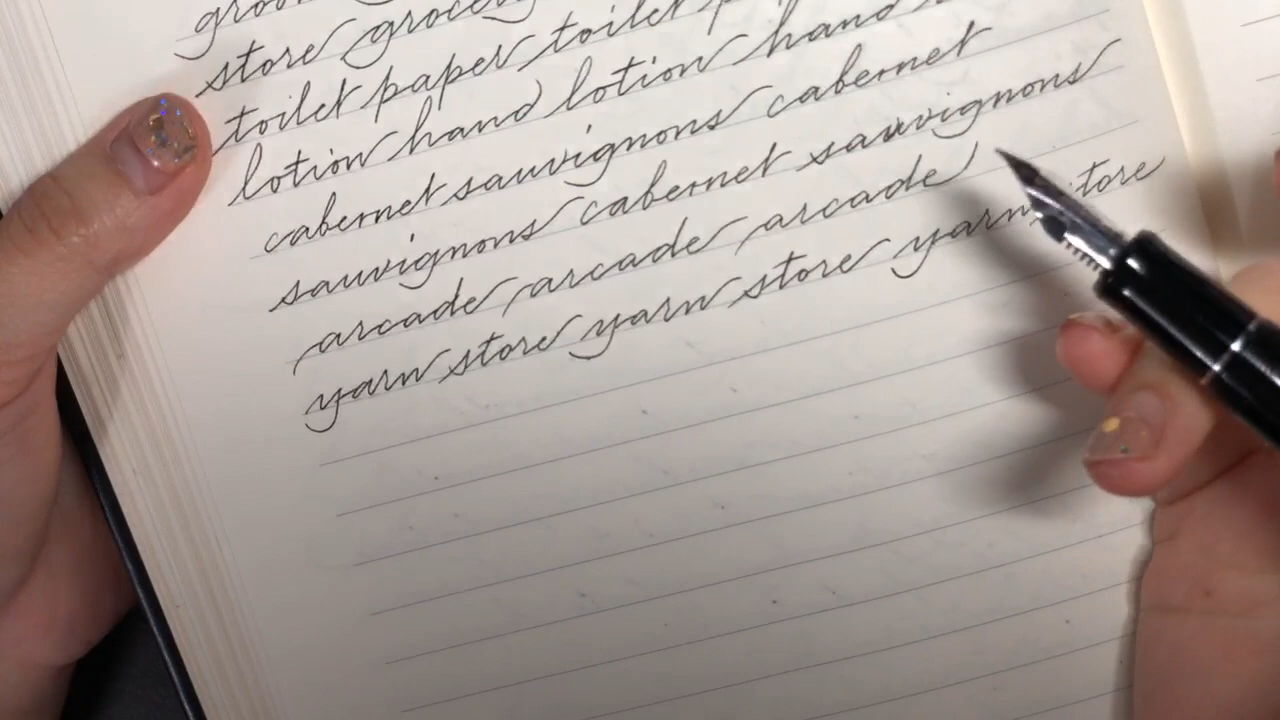 store grocery
toilet paper toilet
lotion hand lotion hand
cabernet sauvignons cabernet
sauvignons cabernet sauvignons
arcade arcade arcade
yarn store yarn store yarn store